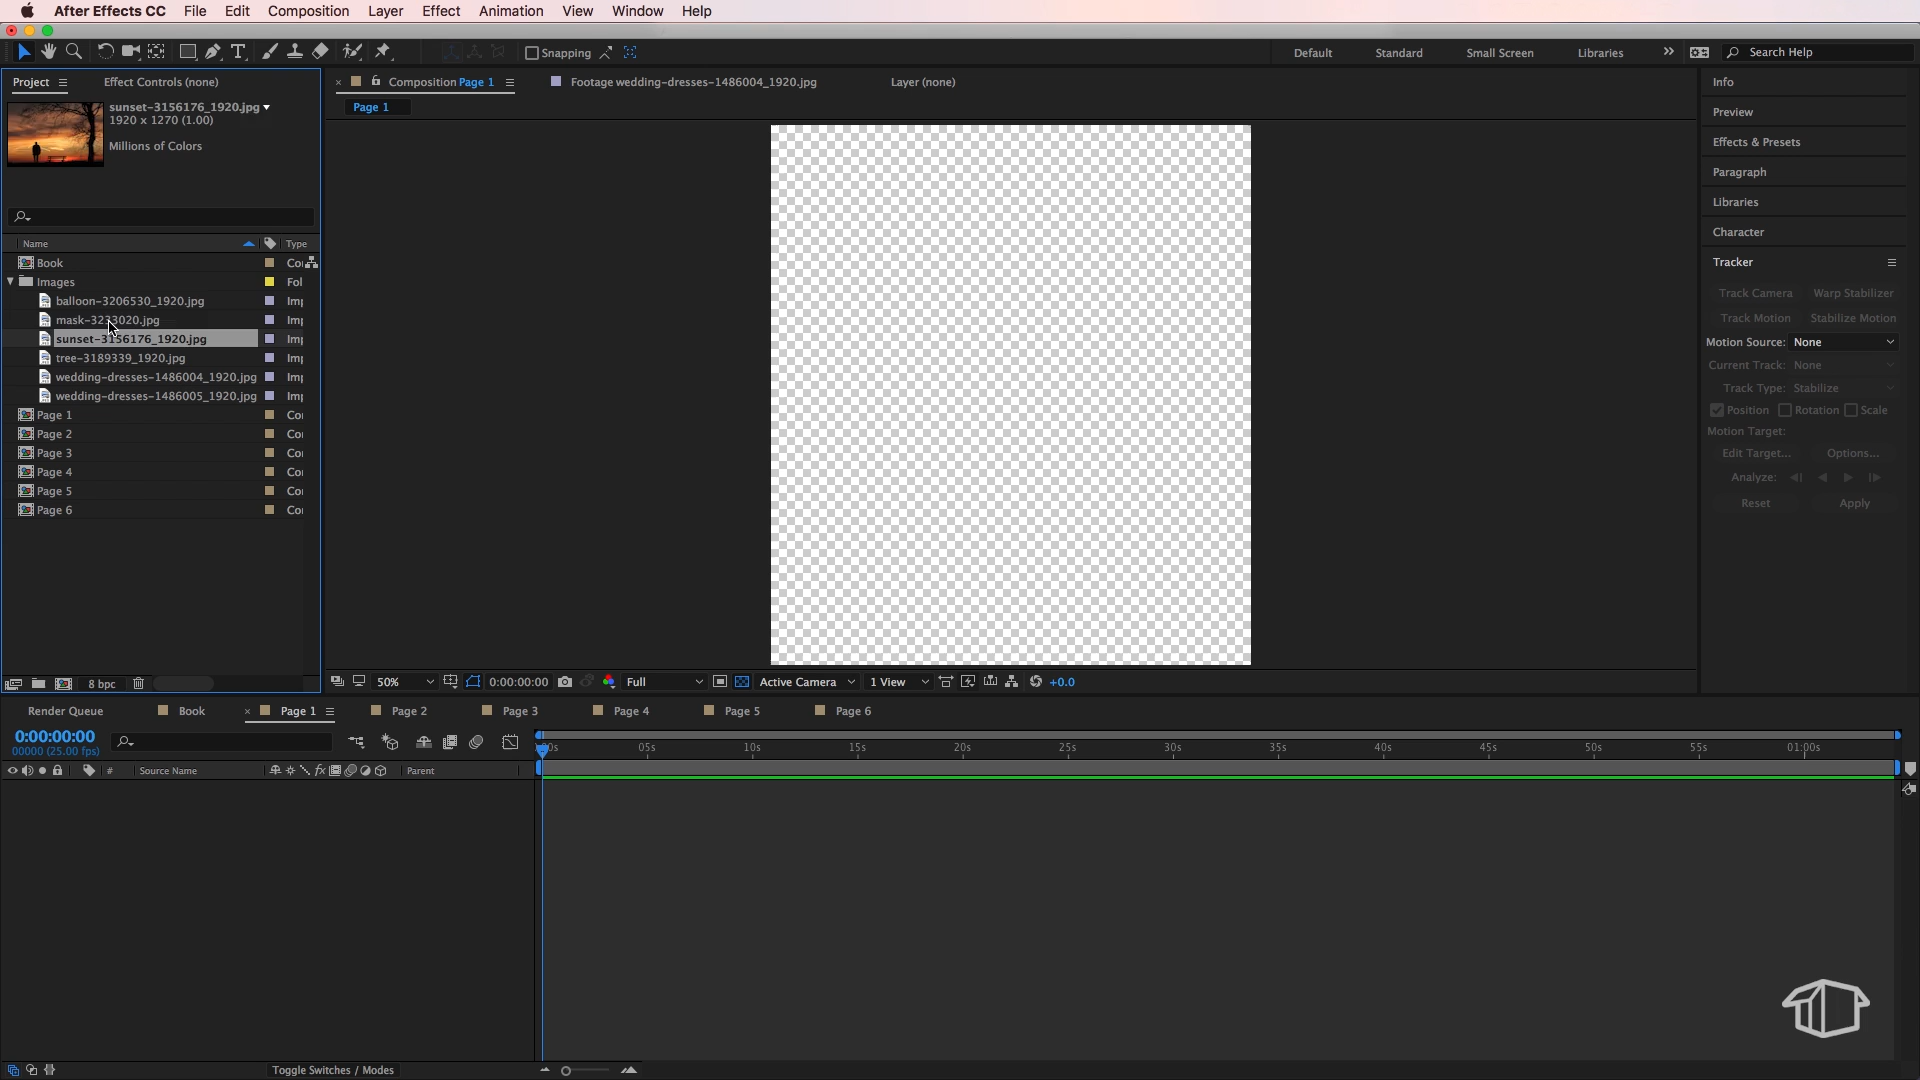 After Effects CC File Edit Composition Layer Effect Animation View Window Help
Snapping Default Standard Small Screen Libraries Search Help
Project Effect Controls (none)
sunset-3156176_1920.jpg
1920 x 1270 (1.00)
Millions of Colors
Name Type
Book
Images Fol
balloon-3206530_1920.jpg
mask-3233020.jpg
sunset-3156176_1920.jpg
tree-3189339_1920.jpg
wedding-dresses-1486004_1920.jpg
wedding-dresses-1486005_1920.jpg
Page 1
Page 2
Page 3
Page 4
Page 5
Page 6
8 bpc
Composition Page 1 Footage wedding-dresses-1486004_1920.jpg Layer (none)
Page 1
50% 0:00:00:00 Full Active Camera 1 View +0.0
Info
Preview
Effects & Presets
Paragraph
Libraries
Character
Tracker
Track Camera Warp Stabilizer
Track Motion Stabilize Motion
Motion Source: None
Current Track: None
Track Type: Stabilize
Position Rotation Scale
Motion Target:
Edit Target... Options...
Analyze:
Reset Apply
Render Queue Book Page 1 Page 2 Page 3 Page 4 Page 5 Page 6
0:00:00:00
00000 (25.00 fps)
# Source Name Parent
05s 10s 15s 20s 25s 30s 35s 40s 45s 50s 55s 01:00s
Toggle Switches / Modes